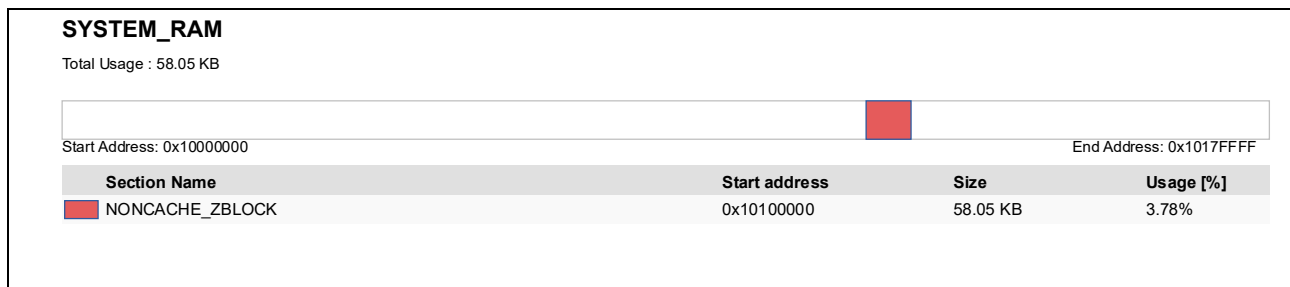 SYSTEM_RAM
Total Usage : 58.05 KB
Start Address: 0x10000000 End Address: 0x1017FFFF
Section Name Start address Size Usage [%]
NONCACHE_ZBLOCK 0x10100000 58.05 KB 3.78%